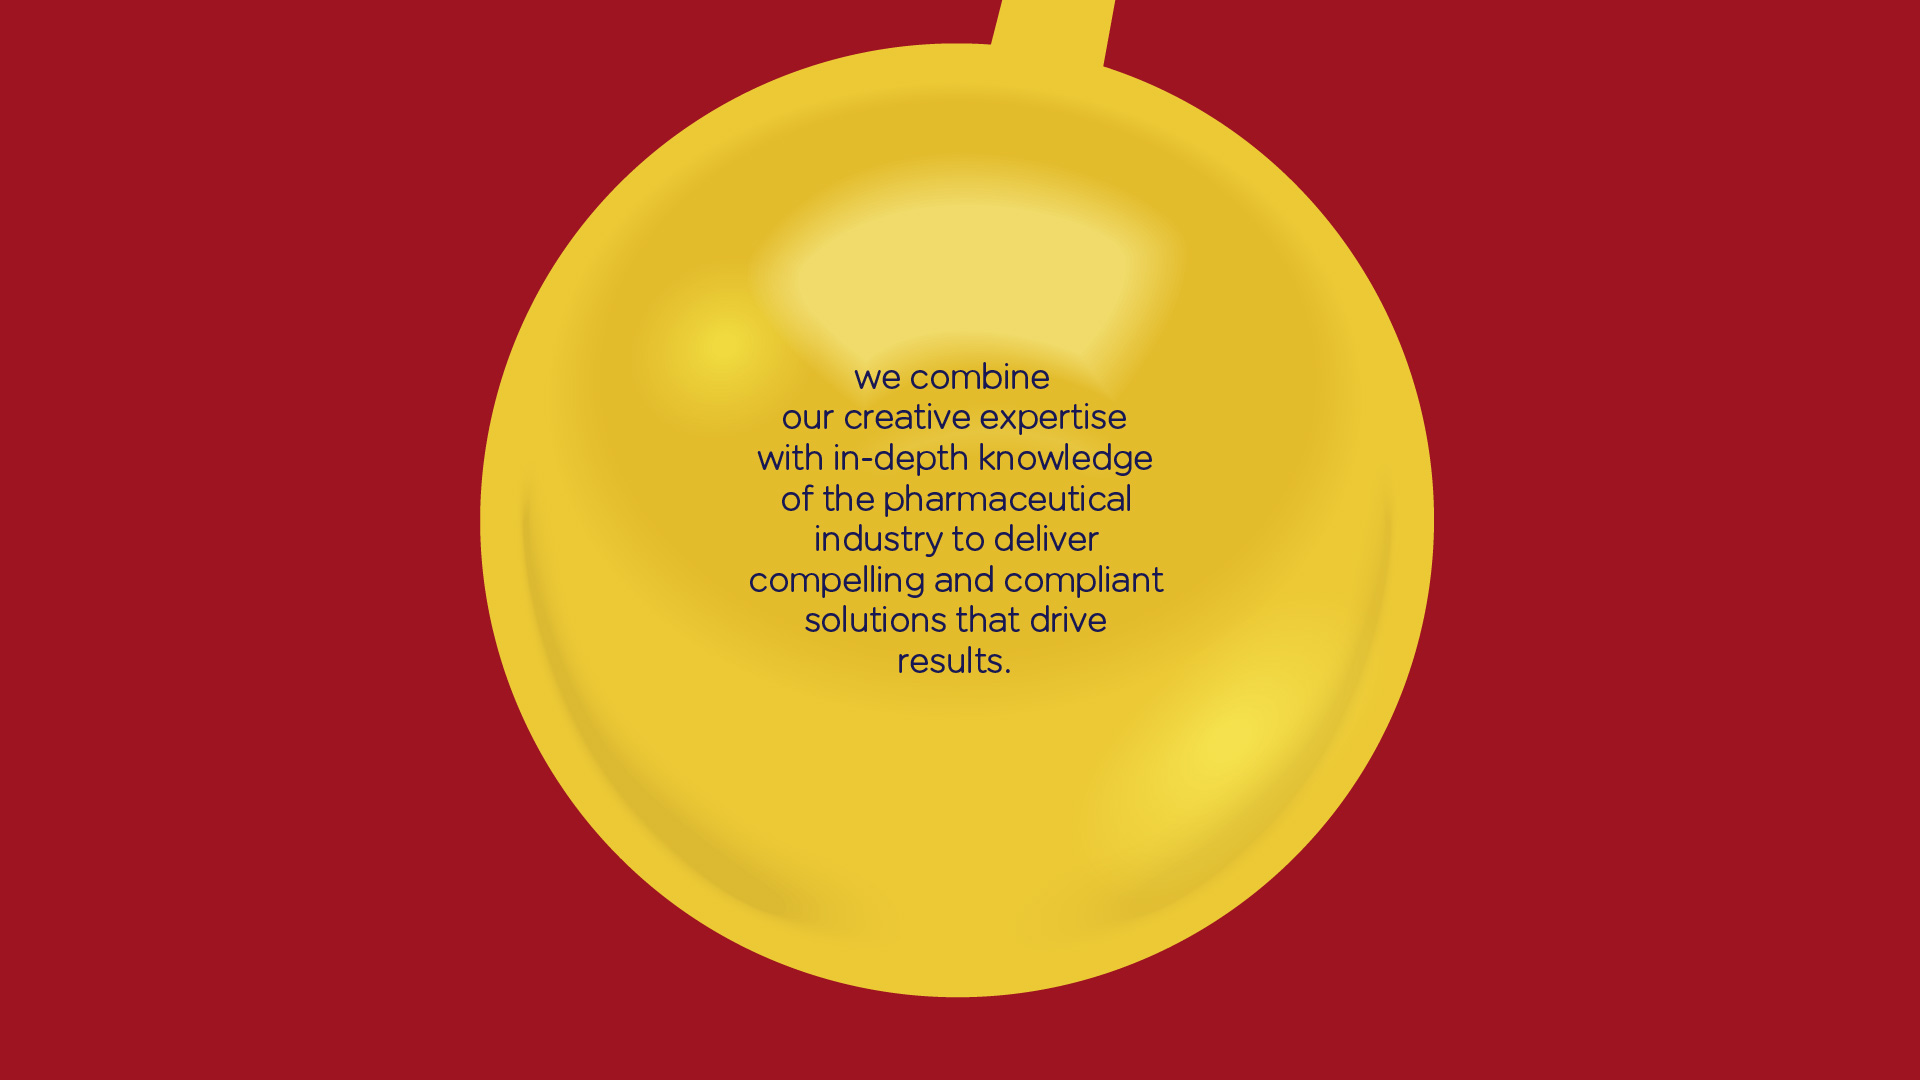 we combine
our creative expertise
with in-depth knowledge
of the pharmaceutical
industry to deliver
compelling and compliant
solutions that drive
results.